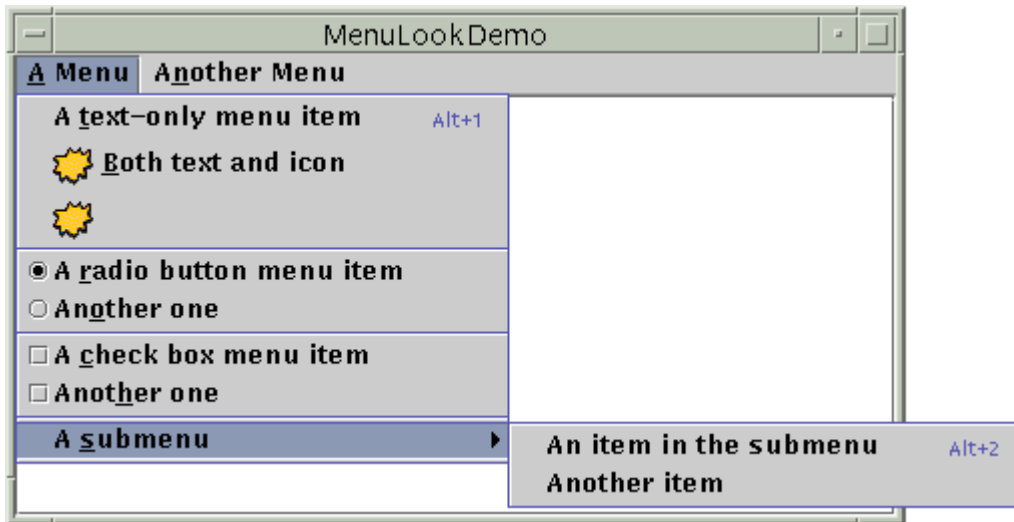 MenuLookDemo
A Menu Another Menu
A text-only menu item Alt+1
Both text and icon
A radio button menu item
Another one
A check box menu item
Another one
A submenu
An item in the submenu Alt+2
Another item